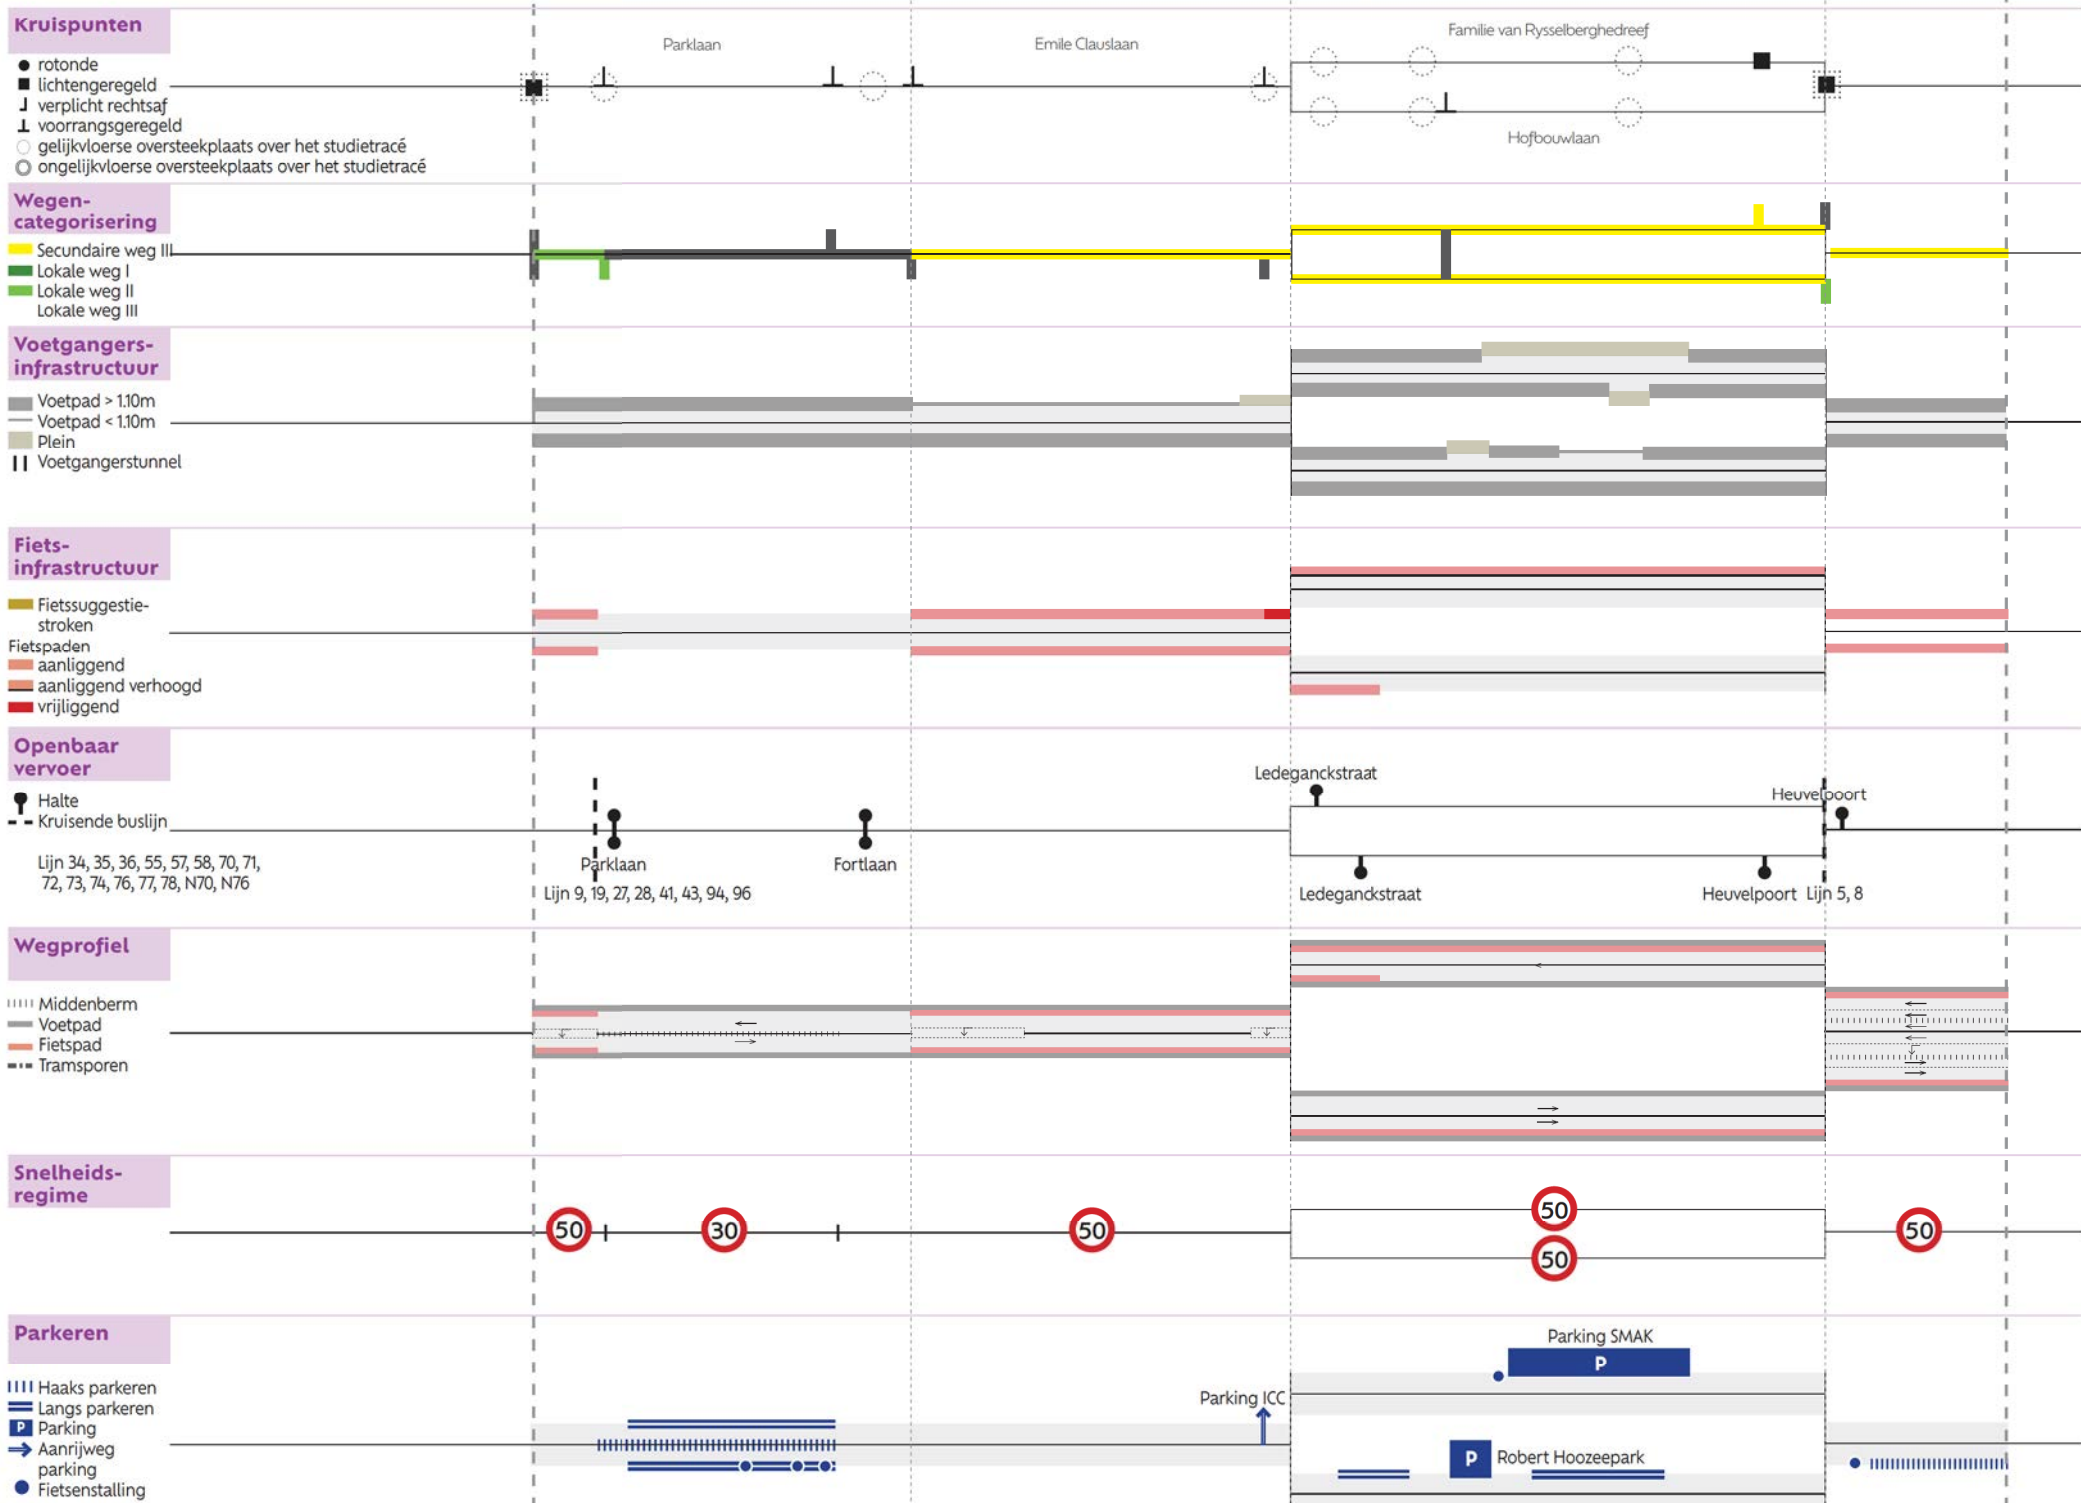 Kruispunten
rotonde
lichtengeregeld
verplicht rechtsaf
voorrangsgeregeld
gelijkvloerse oversteekplaats over het studietracé
ongelijkvloerse oversteekplaats over het studietracé
Parklaan
Emile Clauslaan
Familie van Rysselberghedreef
Hofbouwlaan
Wegen-
categorisering
Secundaire weg III
Lokale weg I
Lokale weg II
Lokale weg III
Voetgangers-
infrastructuur
Voetpad > 1.10m
Voetpad < 1.10m
Plein
Voetgangerstunnel
Fiets-
infrastructuur
Fietssuggestie-
stroken
Fietspaden
aanliggend
aanliggend verhoogd
vrijliggend
Openbaar
vervoer
Halte
Kruisende buslijn
Lijn 34, 35, 36, 55, 57, 58, 70, 71,
72, 73, 74, 76, 77, 78, N70, N76
Parklaan
Lijn 9, 19, 27, 28, 41, 43, 94, 96
Fortlaan
Ledeganckstraat
Ledeganckstraat
Heuvelpoort
Heuvelpoort Lijn 5, 8
Wegprofiel
Middenberm
Voetpad
Fietspad
Tramsporen
Snelheids-
regime
50
30
50
50
50
50
Parkeren
Haaks parkeren
Langs parkeren
P Parking
Aanrijweg
parking
Fietsenstalling
Parking ICC
Parking SMAK
P
P Robert Hoozeepark